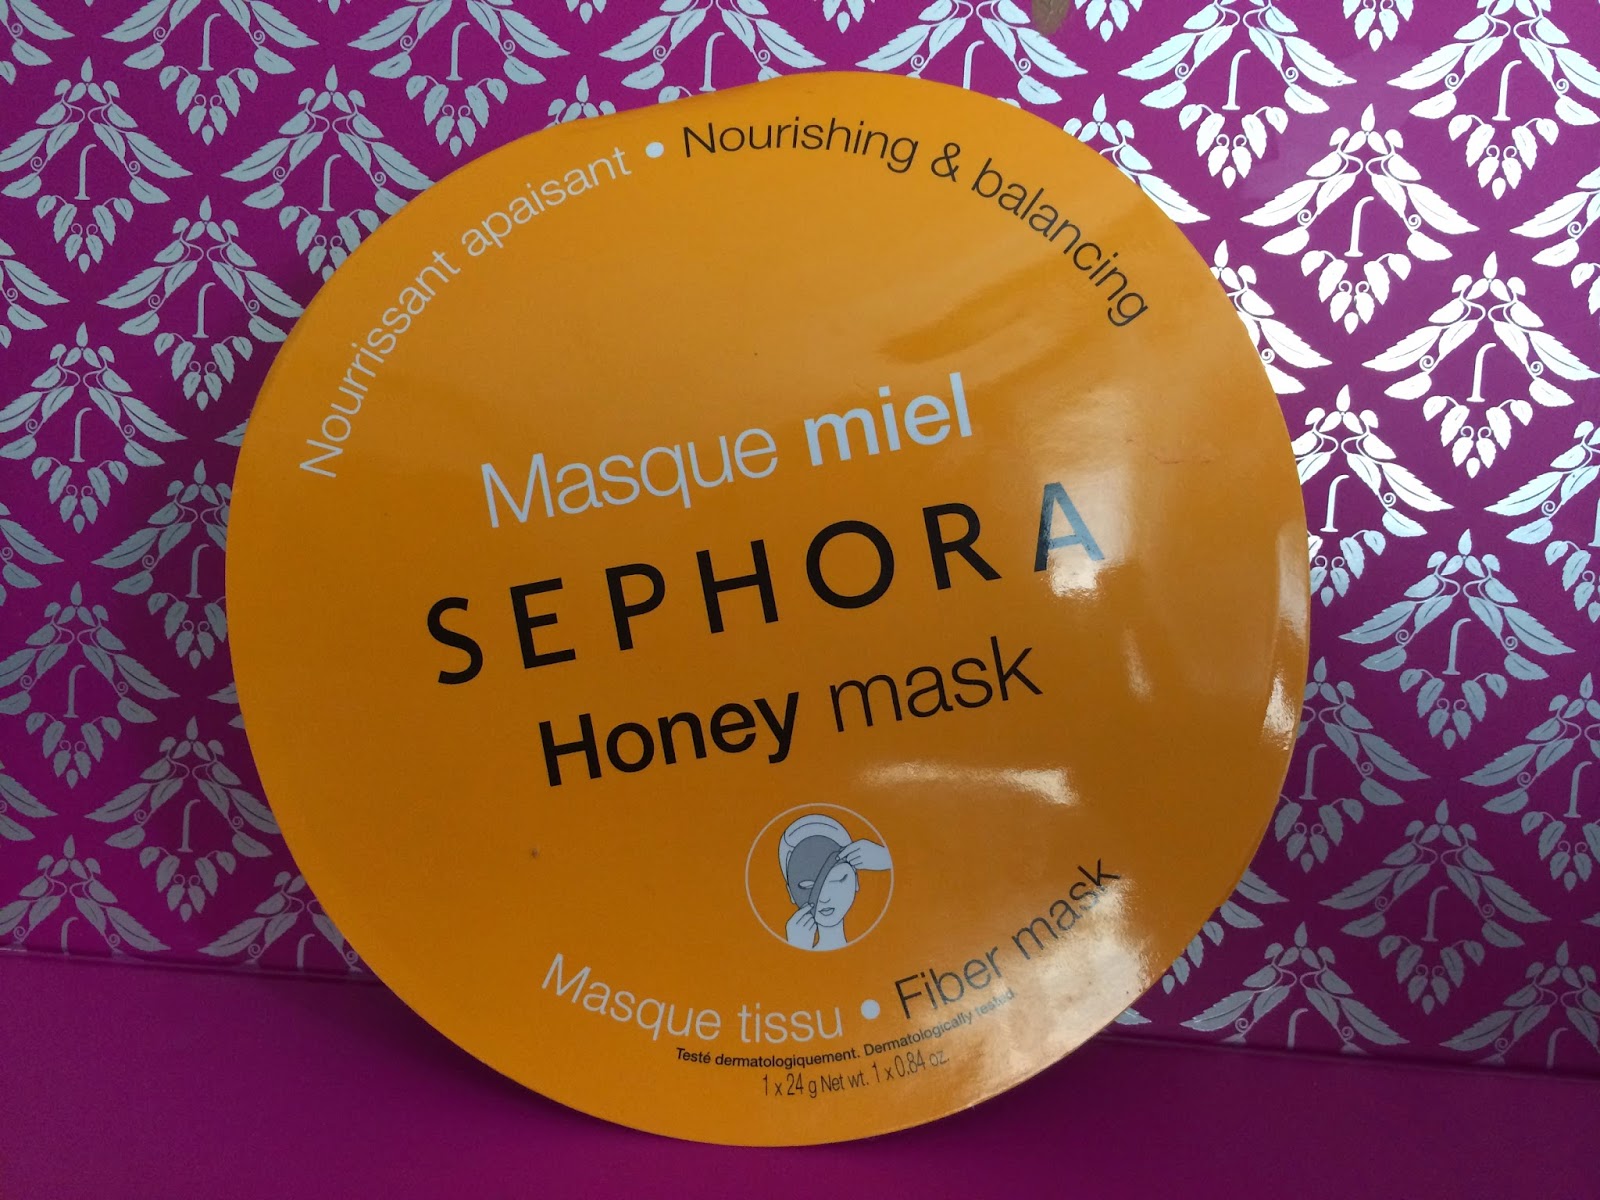 Nourrissant apaisant • Nourishing & balancing
Masque miel
SEPHORA
Honey mask
Masque tissu • Fiber mask
Testé dermatologiquement. Dermatologically tested.
1 x 24 g Net wt. 1 x 0.84 oz.